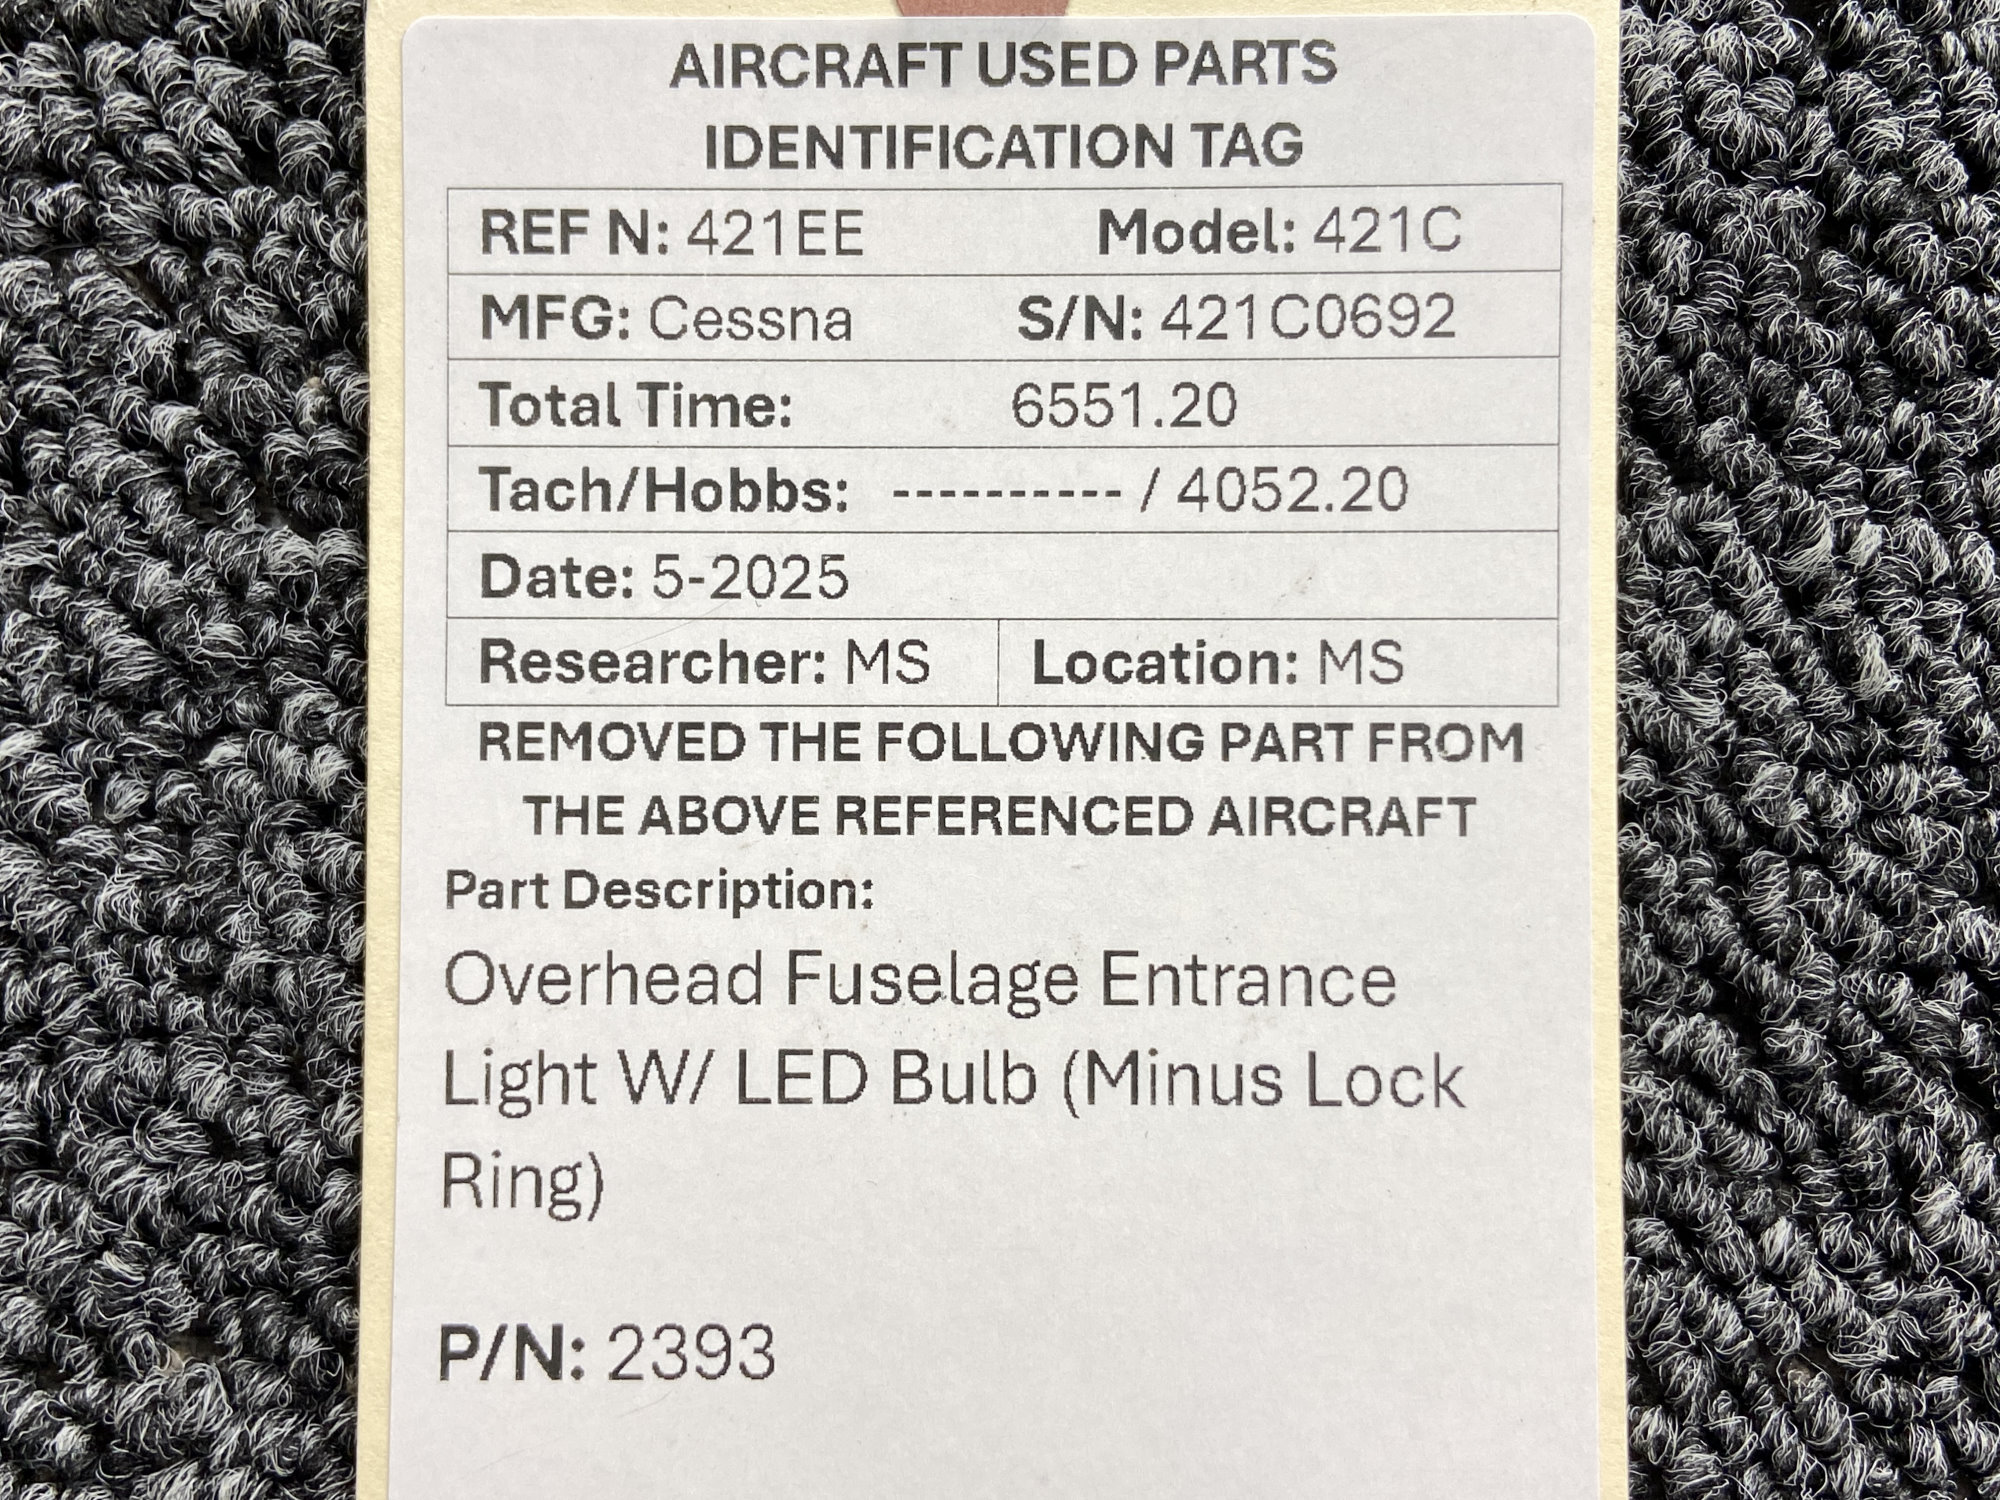 AIRCRAFT USED PARTS
IDENTIFICATION TAG
REF N: 421EE Model: 421C
MFG: Cessna S/N: 421C0692
Total Time: 6551.20
Tach/Hobbs: ---------- / 4052.20
Date: 5-2025
Researcher: MS Location: MS
REMOVED THE FOLLOWING PART FROM
THE ABOVE REFERENCED AIRCRAFT
Part Description:
Overhead Fuselage Entrance
Light W/ LED Bulb (Minus Lock
Ring)
P/N: 2393